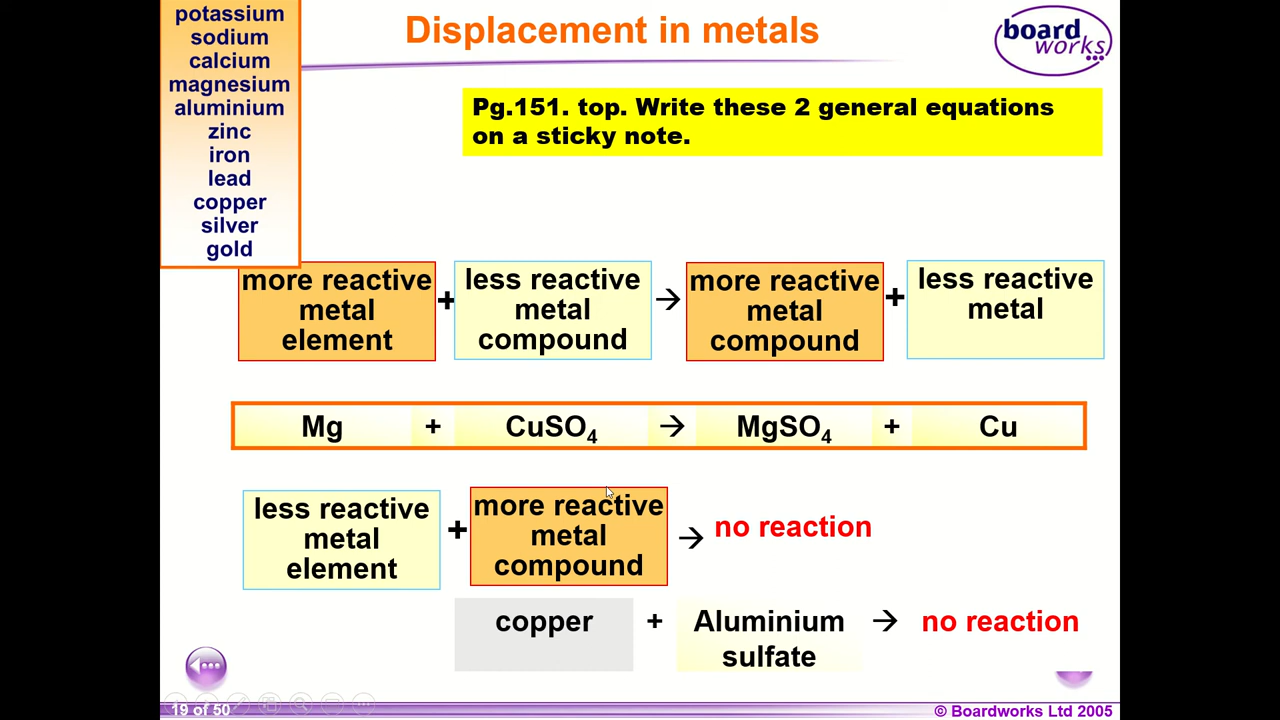 potassium
sodium
calcium
magnesium
aluminium
zinc
iron
lead
copper
silver
gold
Displacement in metals
board
works
Pg.151. top. Write these 2 general equations
on a sticky note.
more reactive
metal
element
+
less reactive
metal
compound
→
more reactive
metal
compound
+
less reactive
metal
Mg + CuSO₄ → MgSO₄ + Cu
less reactive
metal
element
+
more reactive
metal
compound
→
no reaction
copper + Aluminium → no reaction
sulfate
19 of 50
© Boardworks Ltd 2005